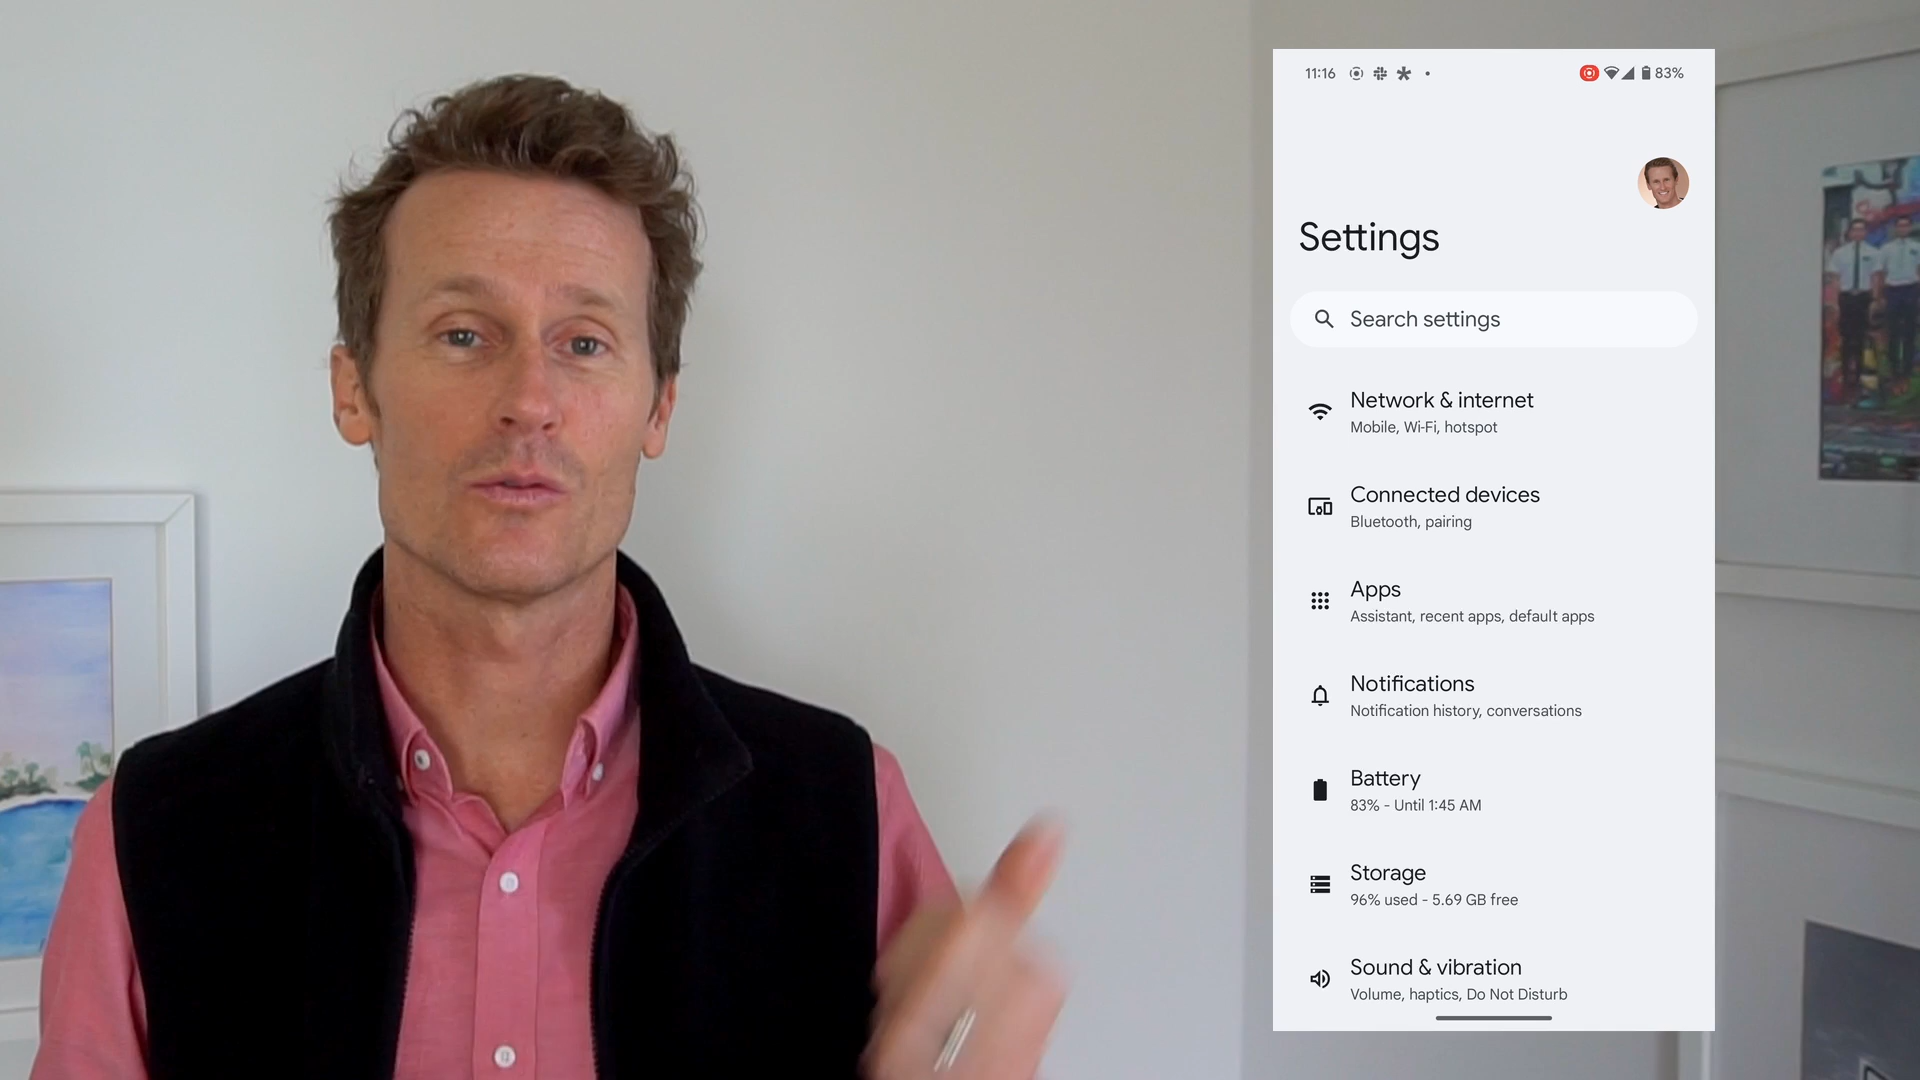 11:16
83%
Settings
Search settings
Network & internet
Mobile, Wi-Fi, hotspot
Connected devices
Bluetooth, pairing
Apps
Assistant, recent apps, default apps
Notifications
Notification history, conversations
Battery
83% - Until 1:45 AM
Storage
96% used - 5.69 GB free
Sound & vibration
Volume, haptics, Do Not Disturb